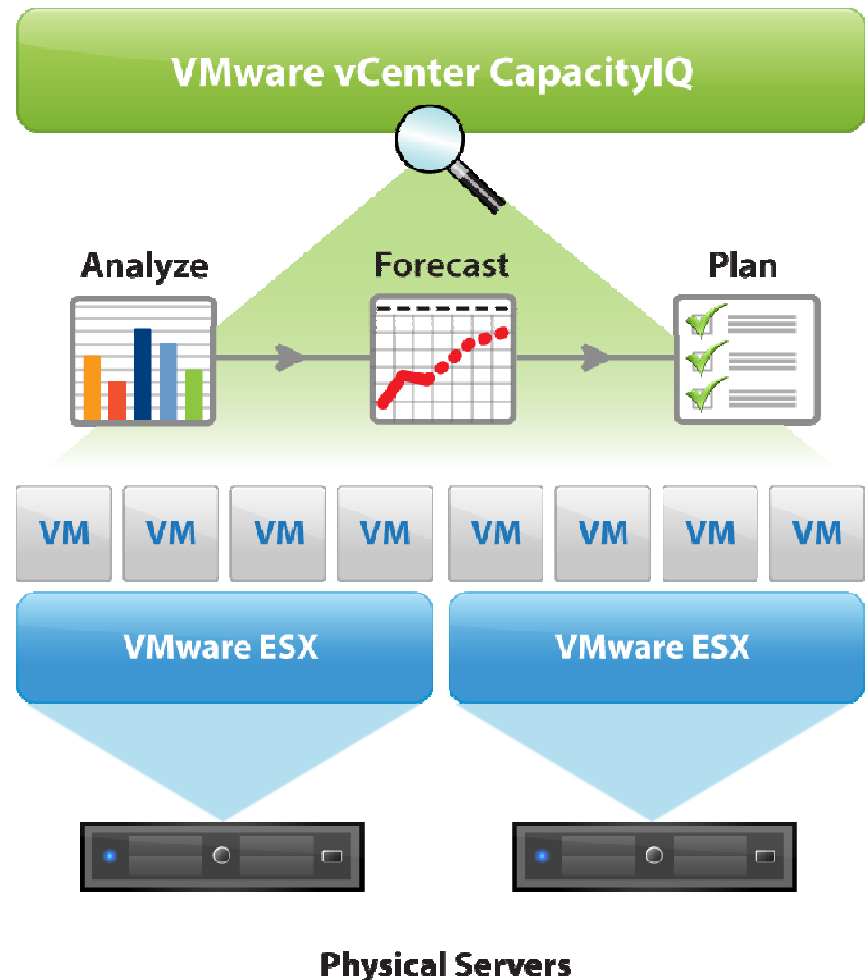 VMware vCenter CapacityIQ
Analyze
Forecast
Plan
VM
VM
VM
VM
VM
VM
VM
VM
VMware ESX
VMware ESX
Physical Servers